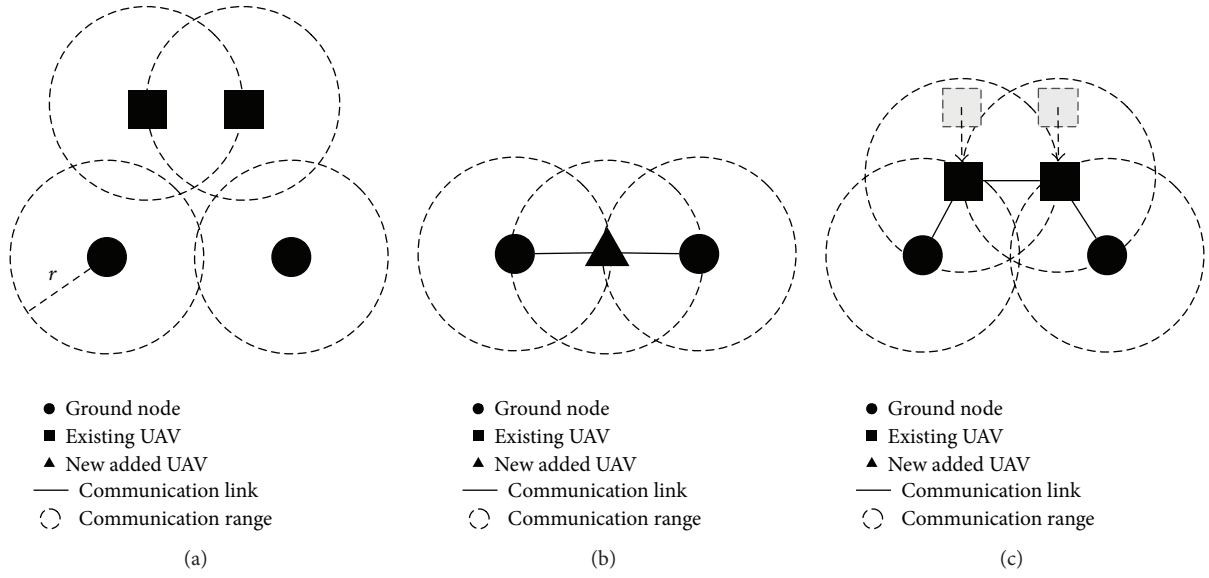 r
Ground node
Existing UAV
New added UAV
Communication link
Communication range
(a)
Ground node
Existing UAV
New added UAV
Communication link
Communication range
(b)
Ground node
Existing UAV
New added UAV
Communication link
Communication range
(c)